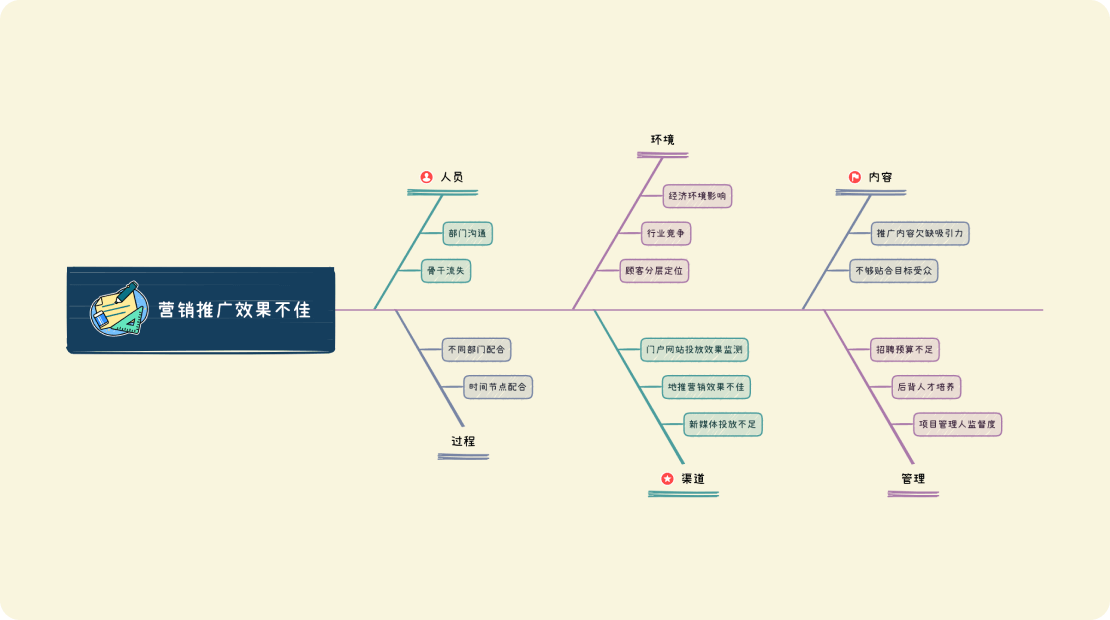 营销推广效果不佳
人员
部门沟通
骨干流失
环境
经济环境影响
行业竞争
顾客分层定位
内容
推广内容欠缺吸引力
不够贴合目标受众
不同部门配合
时间节点配合
过程
门户网站投放效果监测
地推营销效果不佳
新媒体投放不足
渠道
招聘预算不足
后背人才培养
项目管理人监督度
管理